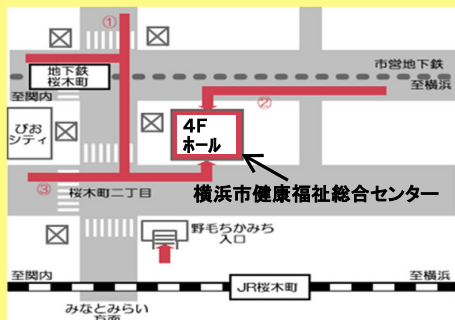 ①
市営地下鉄
地下鉄
桜木町
至関内
至横浜
②
ぴお
シティ
4F
ホール
③
桜木町二丁目
横浜市健康福祉総合センター
野毛ちかみち
入口
至関内
至横浜
JR桜木町
みなとみらい
方面